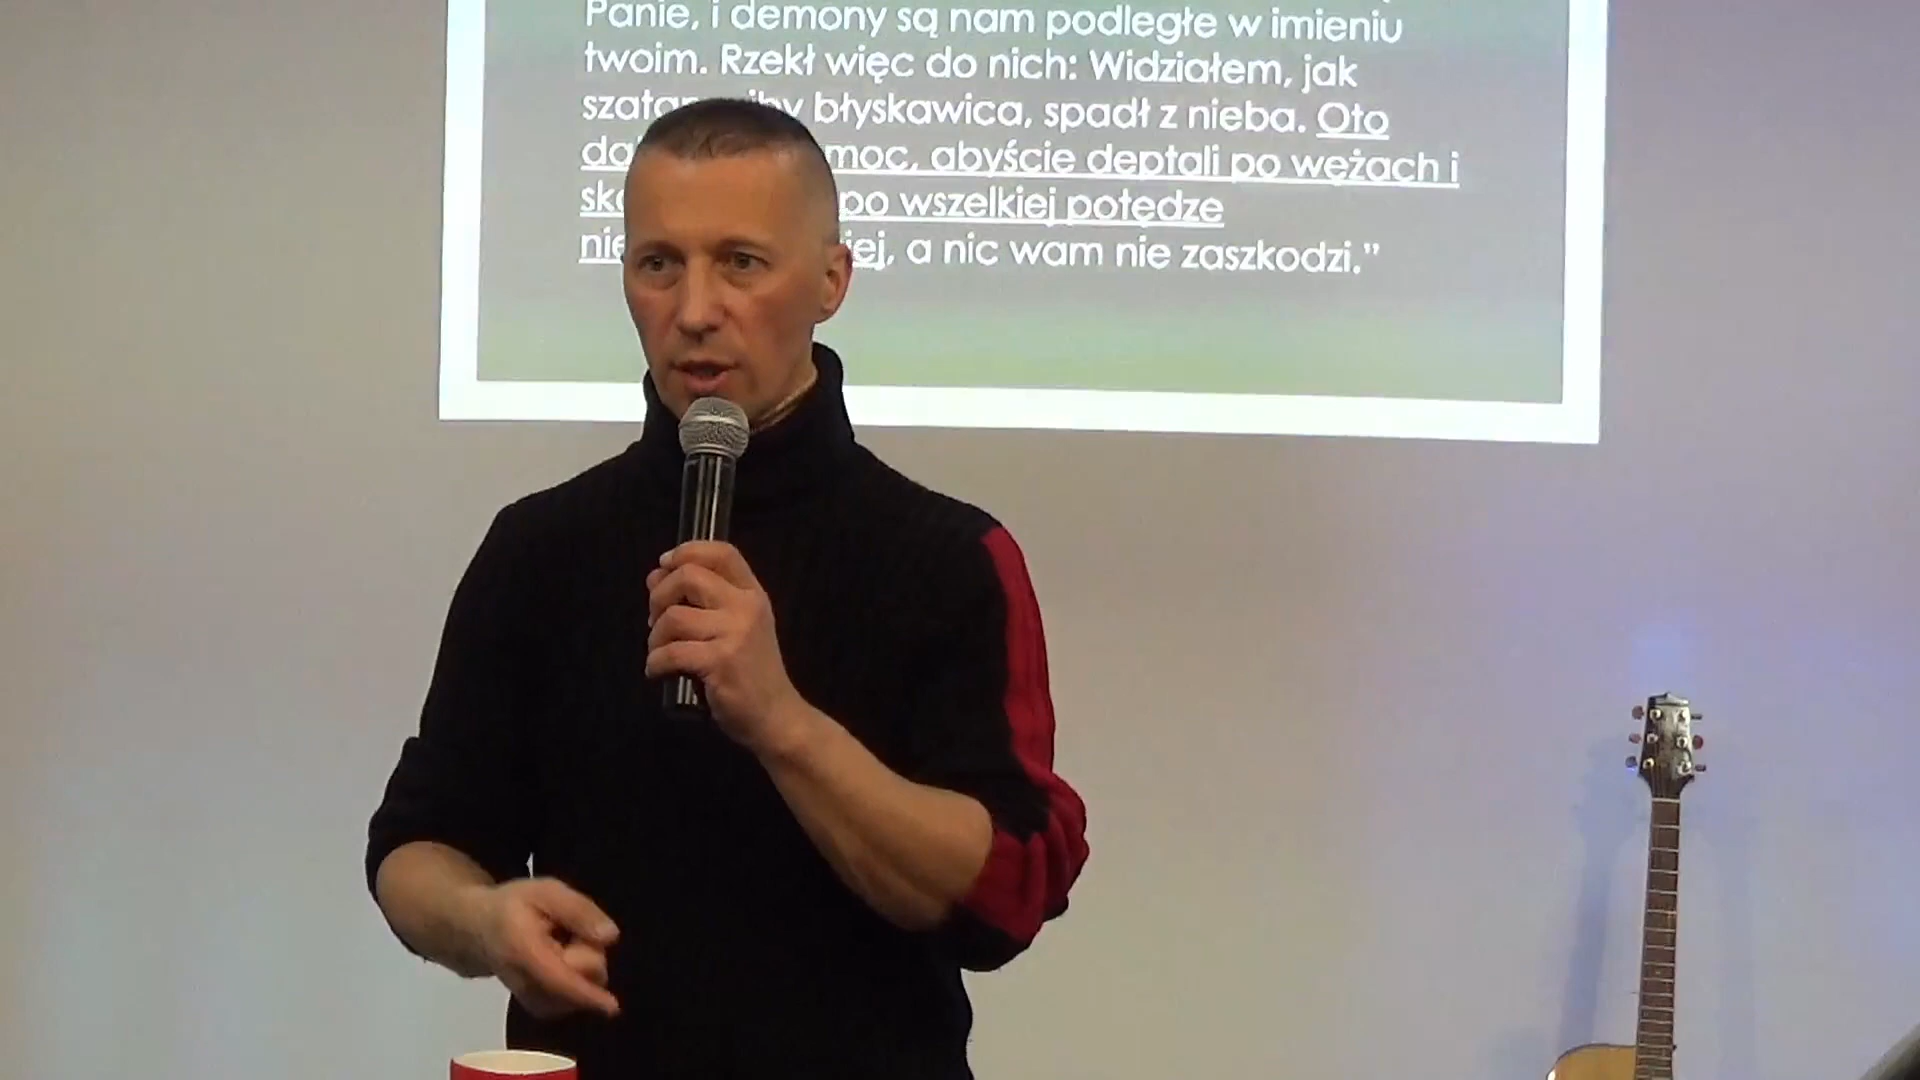 Panie, i demony są nam podległe w imieniu
twoim. Rzekł więc do nich: Widziałem, jak
błyskawica, spadł z nieba. Oto
moc, abyście deptali po wężach i
po wszelkiej potędze
nie, a nic wam nie zaszkodzi.”